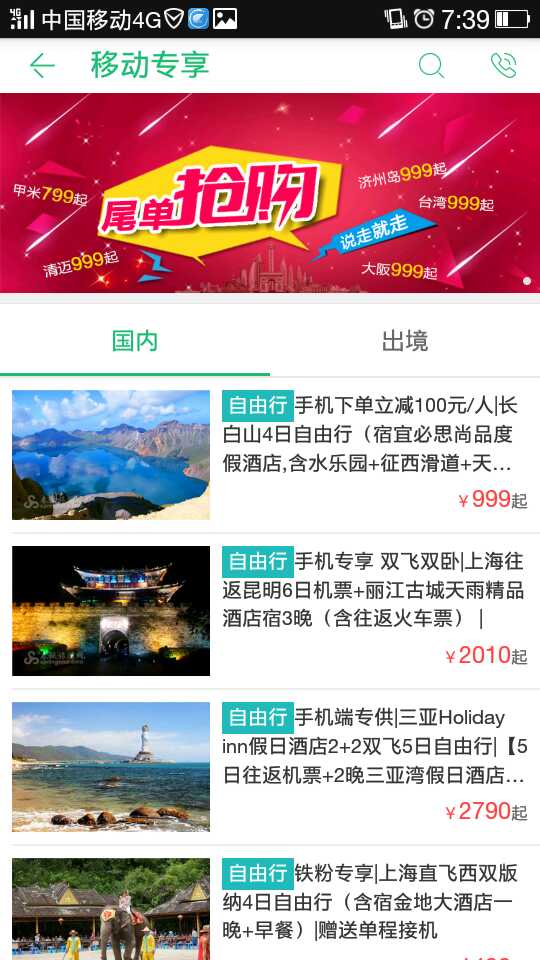 中国移动4G 7:39
移动专享
甲米799起
尾单抢购
济州岛999起
台湾999起
说走就走
清迈999起
大阪999起
国内
出境
自由行 手机下单立减100元/人|长
白山4日自由行（宿宜必思尚品度
假酒店,含水乐园+征西滑道+天…
￥999起
自由行 手机专享 双飞双卧|上海往
返昆明6日机票+丽江古城天雨精品
酒店宿3晚（含往返火车票） |
￥2010起
自由行 手机端专供|三亚Holiday
inn假日酒店2+2双飞5日自由行|【5
日往返机票+2晚三亚湾假日酒店…
￥2790起
自由行 铁粉专享|上海直飞西双版
纳4日自由行（含宿金地大酒店一
晚+早餐）|赠送单程接机